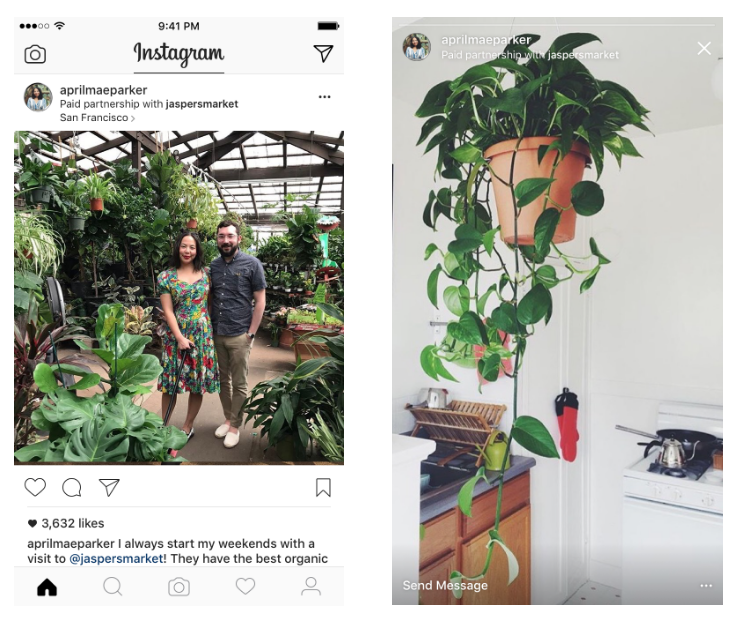 9:41 PM
Instagram
aprilmaeparker
Paid partnership with jaspersmarket
San Francisco >
3,632 likes
aprilmaeparker I always start my weekends with a
visit to @jaspersmarket! They have the best organic
aprilmaeparker
Paid partnership with jaspersmarket
Send Message